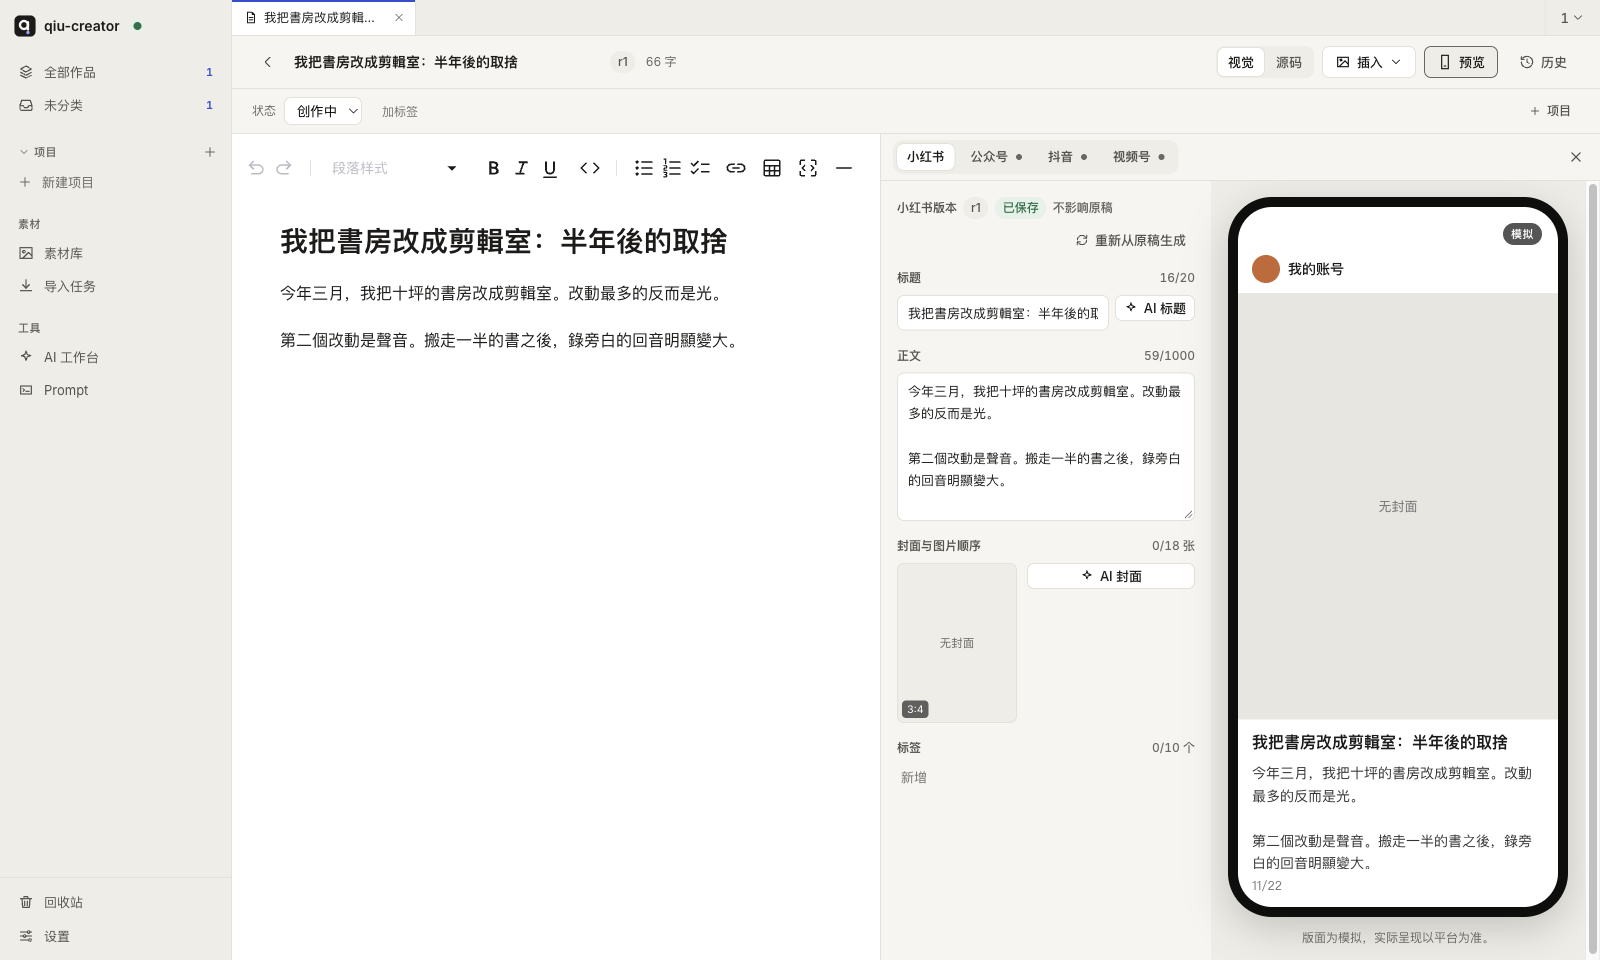 qiu-creator
全部作品 1
未分类 1
项目
新建项目
素材
素材库
导入任务
工具
AI 工作台
Prompt
回收站
设置
我把書房改成剪輯...
1
我把書房改成剪輯室：半年後的取捨
r1 66 字
视觉 源码 插入 预览 历史
状态 创作中 加标签
项目
段落样式
我把書房改成剪輯室：半年後的取捨
今年三月，我把十坪的書房改成剪輯室。改動最多的反而是光。
第二個改動是聲音。搬走一半的書之後，錄旁白的回音明顯變大。
小红书 公众号 抖音 视频号
小红书版本 r1 已保存 不影响原稿
重新从原稿生成
标题 16/20
我把書房改成剪輯室：半年後的取
AI 标题
正文 59/1000
今年三月，我把十坪的書房改成剪輯室。改動最
多的反而是光。
第二個改動是聲音。搬走一半的書之後，錄旁白
的回音明顯變大。
封面与图片顺序 0/18 张
无封面
3:4
AI 封面
标签 0/10 个
新增
模拟
我的账号
无封面
我把書房改成剪輯室：半年後的取捨
今年三月，我把十坪的書房改成剪輯室。改動
最多的反而是光。
第二個改動是聲音。搬走一半的書之後，錄旁
白的回音明顯變大。
11/22
版面为模拟，实际呈现以平台为准。